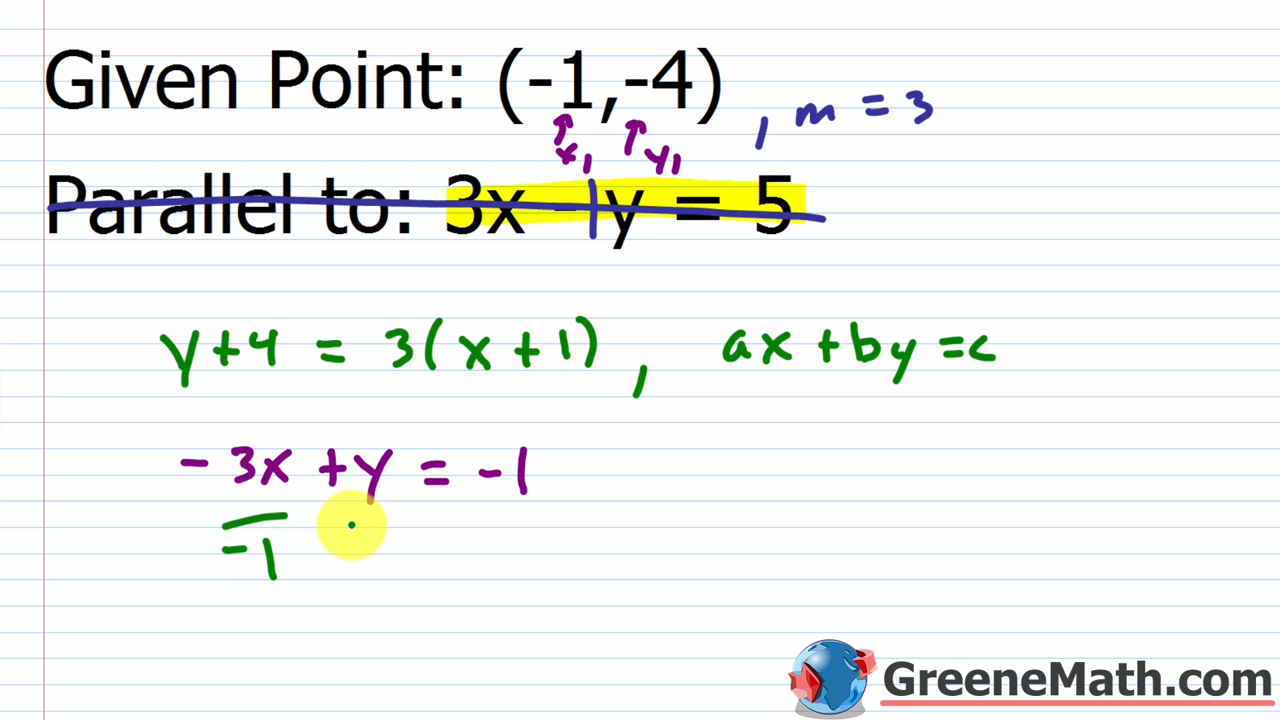 Given Point: (-1,-4) , m = 3
x1 y1
Parallel to: 3x - 1y = 5
y + 4 = 3(x + 1) , ax + by = c
- 3x + y = -1
-1
GreeneMath.com